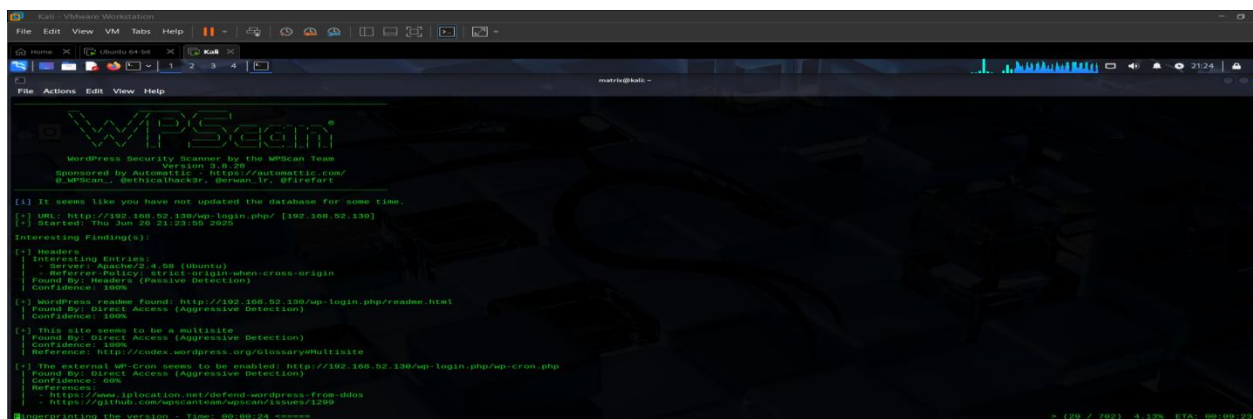 Kali - VMware Workstation
File Edit View VM Tabs Help
Home Ubuntu 64-bit Kali
1 2 3 4 21:24
matrix@kali: ~
File Actions Edit View Help
WPScan®
WordPress Security Scanner by the WPScan Team
Version 3.8.28
Sponsored by Automattic - https://automattic.com/
@_WPScan_, @ethicalhack3r, @erwan_lr, @firefart
[i] It seems like you have not updated the database for some time.
[+] URL: http://192.168.52.130/wp-login.php/ [192.168.52.130]
[+] Started: Thu Jun 26 21:23:55 2025
Interesting Finding(s):
[+] Headers
| Interesting Entries:
| - Server: Apache/2.4.58 (Ubuntu)
| - Referrer-Policy: strict-origin-when-cross-origin
| Found By: Headers (Passive Detection)
| Confidence: 100%
[+] WordPress readme found: http://192.168.52.130/wp-login.php/readme.html
| Found By: Direct Access (Aggressive Detection)
| Confidence: 100%
[+] This site seems to be a multisite
| Found By: Direct Access (Aggressive Detection)
| Confidence: 100%
| Reference: http://codex.wordpress.org/Glossary#Multisite
[+] The external WP-Cron seems to be enabled: http://192.168.52.130/wp-login.php/wp-cron.php
| Found By: Direct Access (Aggressive Detection)
| Confidence: 60%
| References:
| - https://www.iplocation.net/defend-wordpress-from-ddos
| - https://github.com/wpscanteam/wpscan/issues/1299
Fingerprinting the version - Time: 00:00:24 <===== > (29 / 702) 4.13% ETA: 00:09:23